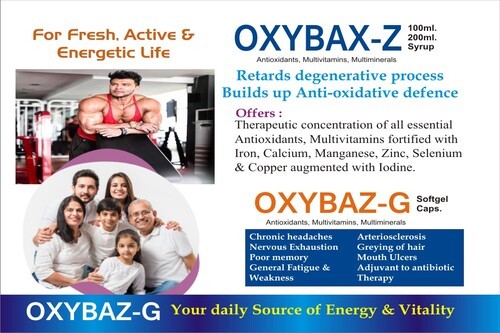 For Fresh, Active &
Energetic Life
OXYBAX-Z
100ml.
200ml.
Syrup
Antioxidants, Multivitamins, Multiminerals
Retards degenerative process
Builds up Anti-oxidative defence
Offers :
Therapeutic concentration of all essential
Antioxidants, Multivitamins fortified with
Iron, Calcium, Manganese, Zinc, Selenium
& Copper augmented with Iodine.
OXYBAZ-G
Softgel
Caps.
Antioxidants, Multivitamins, Multiminerals
Chronic headaches
Nervous Exhaustion
Poor memory
General Fatigue &
Weakness
Arteriosclerosis
Greying of hair
Mouth Ulcers
Adjuvant to antibiotic
Therapy
OXYBAZ-G Your daily Source of Energy & Vitality